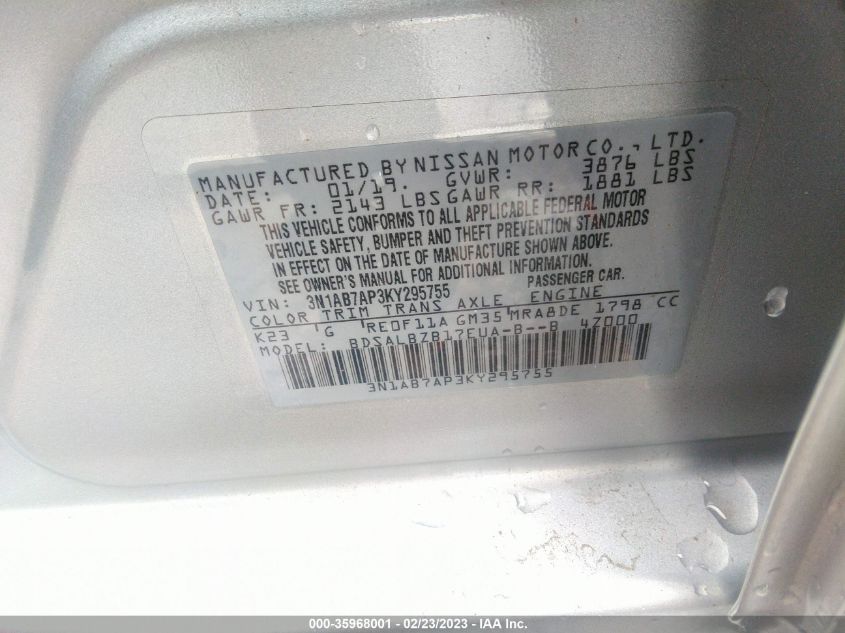 MANUFACTURED BY NISSAN MOTOR CO., LTD.
DATE: 01/19. GVWR: 3876 LBS
GAWR FR: 2143 LBS GAWR RR: 1881 LBS
THIS VEHICLE CONFORMS TO ALL APPLICABLE FEDERAL MOTOR
VEHICLE SAFETY, BUMPER AND THEFT PREVENTION STANDARDS
IN EFFECT ON THE DATE OF MANUFACTURE SHOWN ABOVE.
SEE OWNER'S MANUAL FOR ADDITIONAL INFORMATION.
VIN: 3N1AB7AP3KY295755 PASSENGER CAR.
COLOR TRIM TRANS AXLE ENGINE
K23 G RE0F11A GM35 MRA8DE 1798 CC
MODEL: BDSALBZB17EUA-B--B 4Z000
3N1AB7AP3KY295755
000-35968001 - 02/23/2023 - IAA Inc.